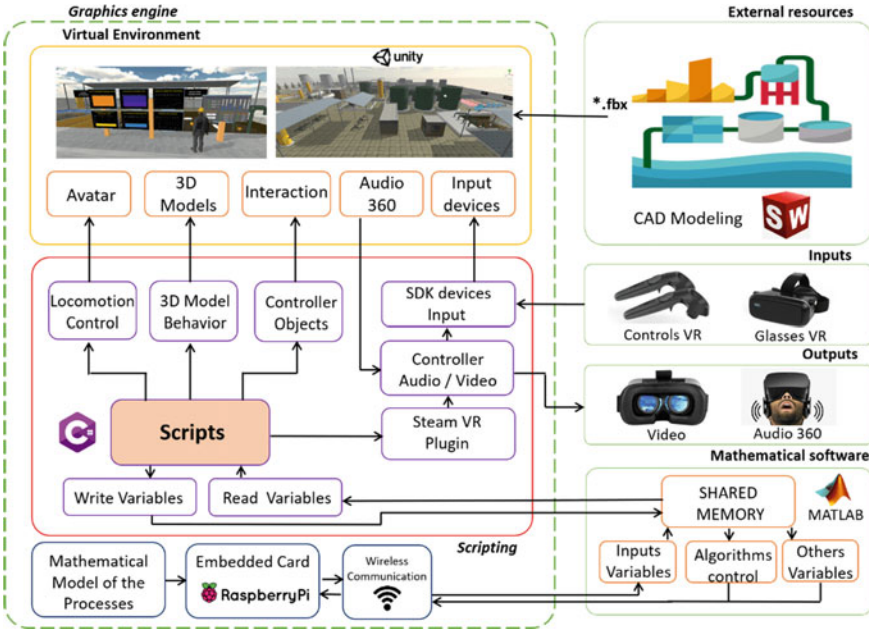 Graphics engine
External resources
Virtual Environment
unity
*.fbx
Avatar
3D
Models
Interaction
Audio
360
Input
devices
CAD Modeling
SW
Inputs
Locomotion
Control
3D Model
Behavior
Controller
Objects
SDK devices
Input
Controls VR
Glasses VR
Outputs
Controller
Audio / Video
C#
Scripts
Steam VR
Plugin
Video
Audio 360
Mathematical software
Write Variables
Read Variables
SHARED
MEMORY
MATLAB
Scripting
Inputs
Variables
Algorithms
control
Others
Variables
Mathematical
Model of the
Processes
Embedded Card
RaspberryPi
Wireless
Communication